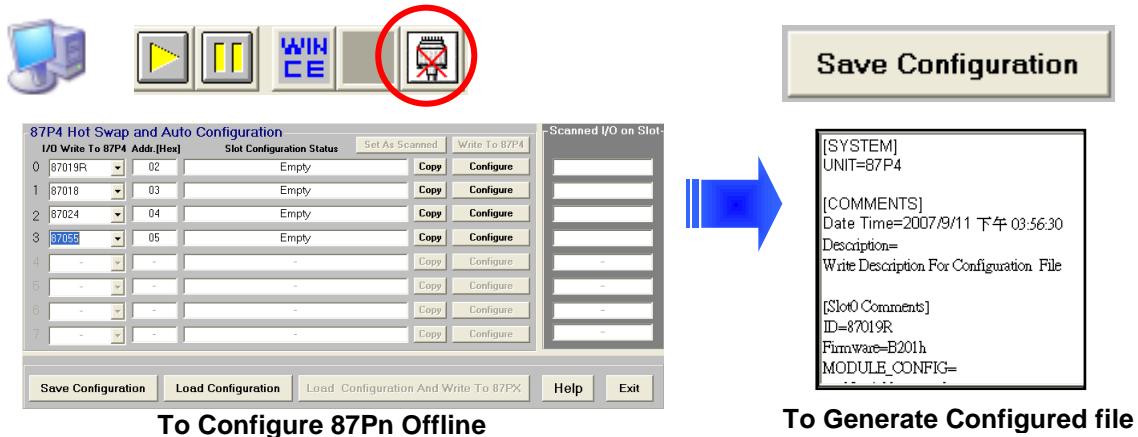 WIN
CE
Save Configuration
87P4 Hot Swap and Auto Configuration
I/O Write To 87P4 Addr.[Hex] Slot Configuration Status Set As Scanned Write To 87P4
Scanned I/O on Slot
0 87019R 02 Empty Copy Configure
1 87018 03 Empty Copy Configure
2 87024 04 Empty Copy Configure
3 87055 05 Empty Copy Configure
4 - - - Copy Configure -
5 - - - Copy Configure -
6 - - - Copy Configure -
7 - - - Copy Configure -
Save Configuration Load Configuration Load Configuration And Write To 87PX Help Exit
To Configure 87Pn Offline
[SYSTEM]
UNIT=87P4
[COMMENTS]
Date Time=2007/9/11 下午 03:56:30
Description=
Write Description For Configuration File
[Slot0 Comments]
ID=87019R
Firmware=B201h
MODULE_CONFIG=
To Generate Configured file